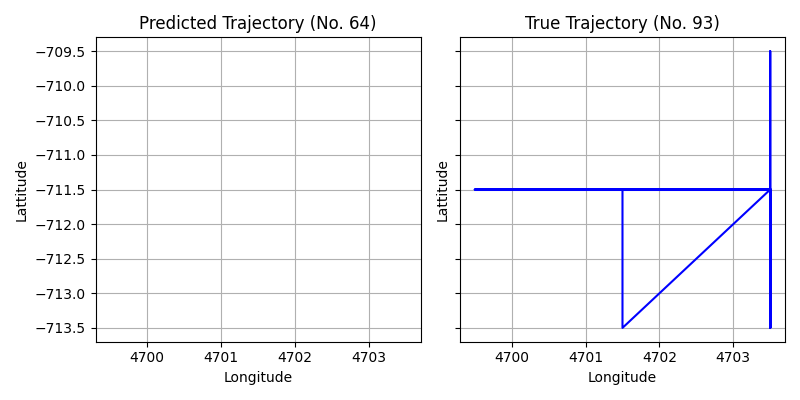 Predicted Trajectory (No. 64)
−709.5
−710.0
−710.5
−711.0
−711.5
−712.0
−712.5
−713.0
−713.5
Lattitude
4700
4701
4702
4703
Longitude
True Trajectory (No. 93)
Lattitude
4700
4701
4702
4703
Longitude